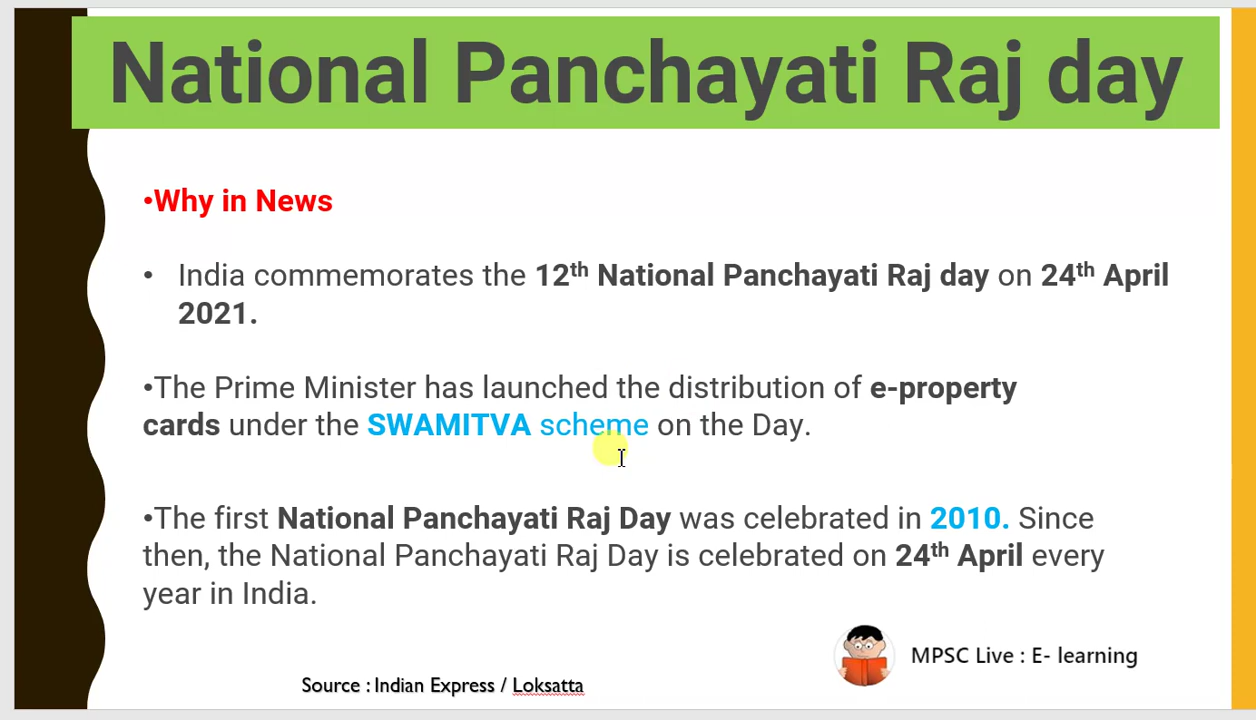 National Panchayati Raj day
•Why in News
• India commemorates the 12th National Panchayati Raj day on 24th April
2021.
•The Prime Minister has launched the distribution of e-property
cards under the SWAMITVA scheme on the Day.
•The first National Panchayati Raj Day was celebrated in 2010. Since
then, the National Panchayati Raj Day is celebrated on 24th April every
year in India.
MPSC Live : E- learning
Source : Indian Express / Loksatta